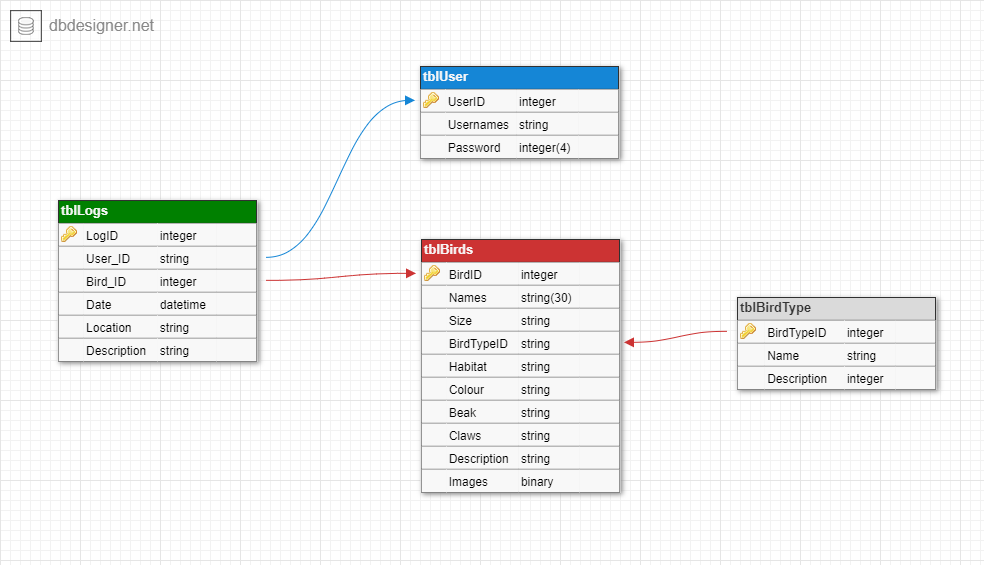 dbdesigner.net
tblUser
UserID integer
Usernames string
Password integer(4)
tblLogs
LogID integer
User_ID string
Bird_ID integer
Date datetime
Location string
Description string
tblBirds
BirdID integer
Names string(30)
Size string
BirdTypeID string
Habitat string
Colour string
Beak string
Claws string
Description string
Images binary
tblBirdType
BirdTypeID integer
Name string
Description integer